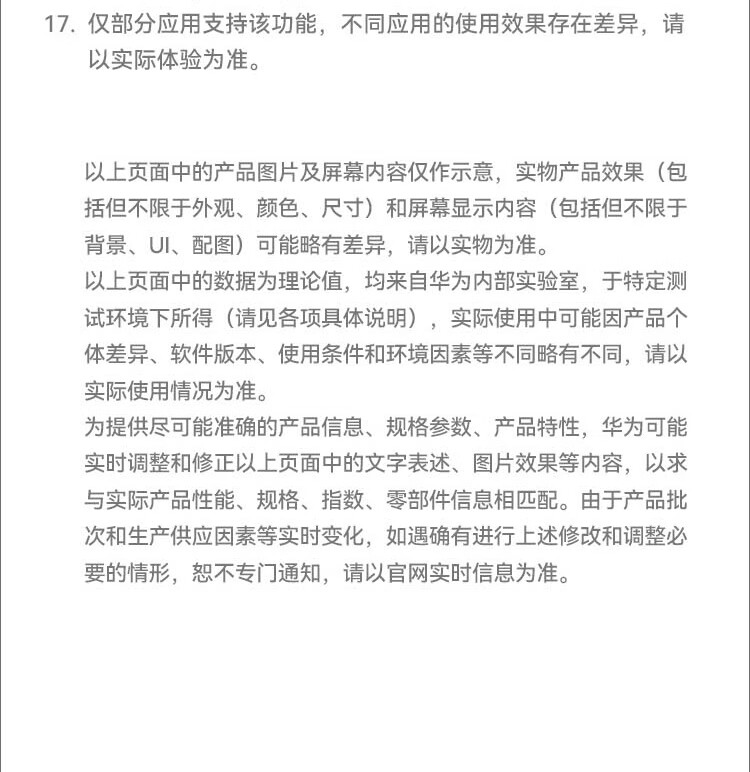 17. 仅部分应用支持该功能，不同应用的使用效果存在差异，请
以实际体验为准。
以上页面中的产品图片及屏幕内容仅作示意，实物产品效果（包
括但不限于外观、颜色、尺寸）和屏幕显示内容（包括但不限于
背景、UI、配图）可能略有差异，请以实物为准。
以上页面中的数据为理论值，均来自华为内部实验室，于特定测
试环境下所得（请见各项具体说明），实际使用中可能因产品个
体差异、软件版本、使用条件和环境因素等不同略有不同，请以
实际使用情况为准。
为提供尽可能准确的产品信息、规格参数、产品特性，华为可能
实时调整和修正以上页面中的文字表述、图片效果等内容，以求
与实际产品性能、规格、指数、零部件信息相匹配。由于产品批
次和生产供应因素等实时变化，如遇确有进行上述修改和调整必
要的情形，恕不专门通知，请以官网实时信息为准。